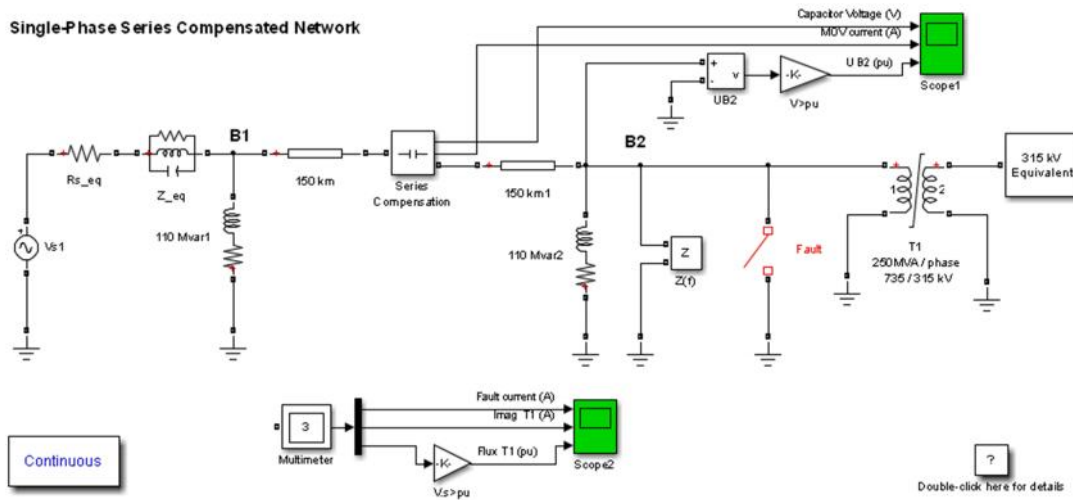 Single-Phase Series Compensated Network
Capacitor Voltage (V)
MOV current (A)
U B2 (pu)
Scope1
+
-
v
UB2
-K-
V>pu
B1
B2
Rs_eq
Z_eq
150 km
Series
Compensation
150 km1
315 kV
Equivalent
1
2
Vs1
110 Mvar1
110 Mvar2
Z
Z(f)
Fault
T1
250MVA / phase
735 / 315 kV
Fault current (A)
Imag T1 (A)
Flux T1 (pu)
Scope2
3
Multimeter
-K-
V.s>pu
Continuous
?
Double-click here for details